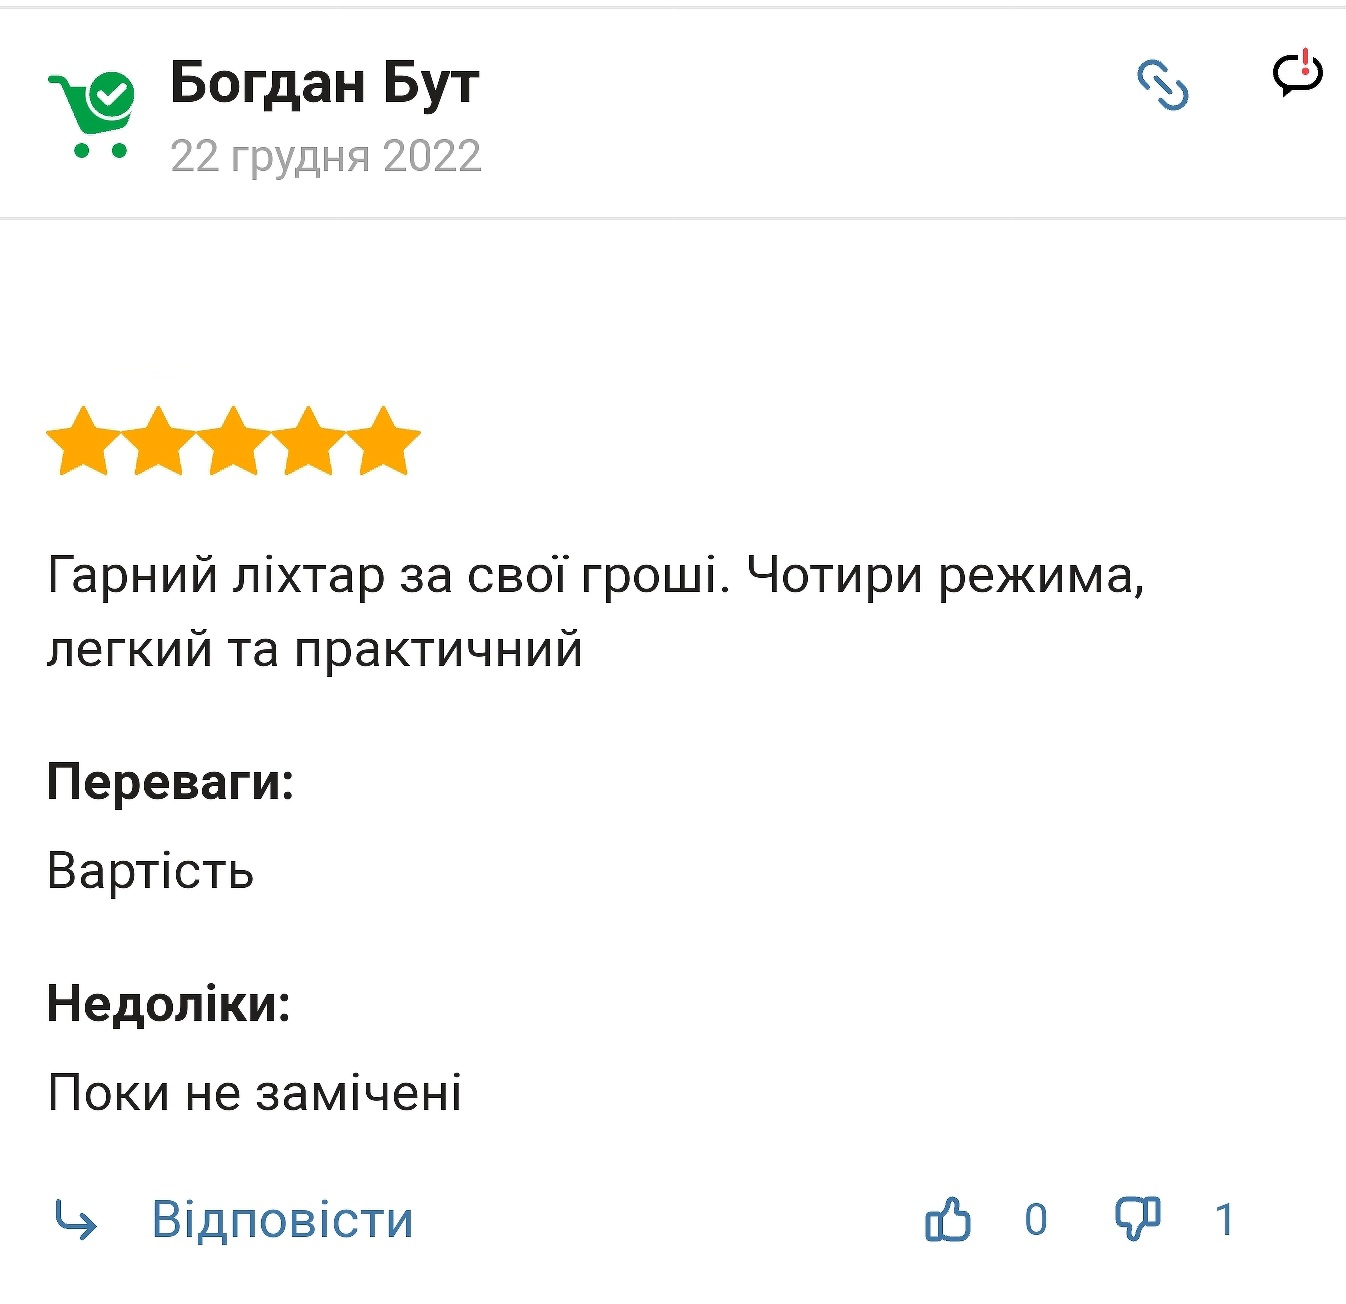 Богдан Бут
22 грудня 2022
Гарний ліхтар за свої гроші. Чотири режима,
легкий та практичний
Переваги:
Вартість
Недоліки:
Поки не замічені
Відповісти 0 1